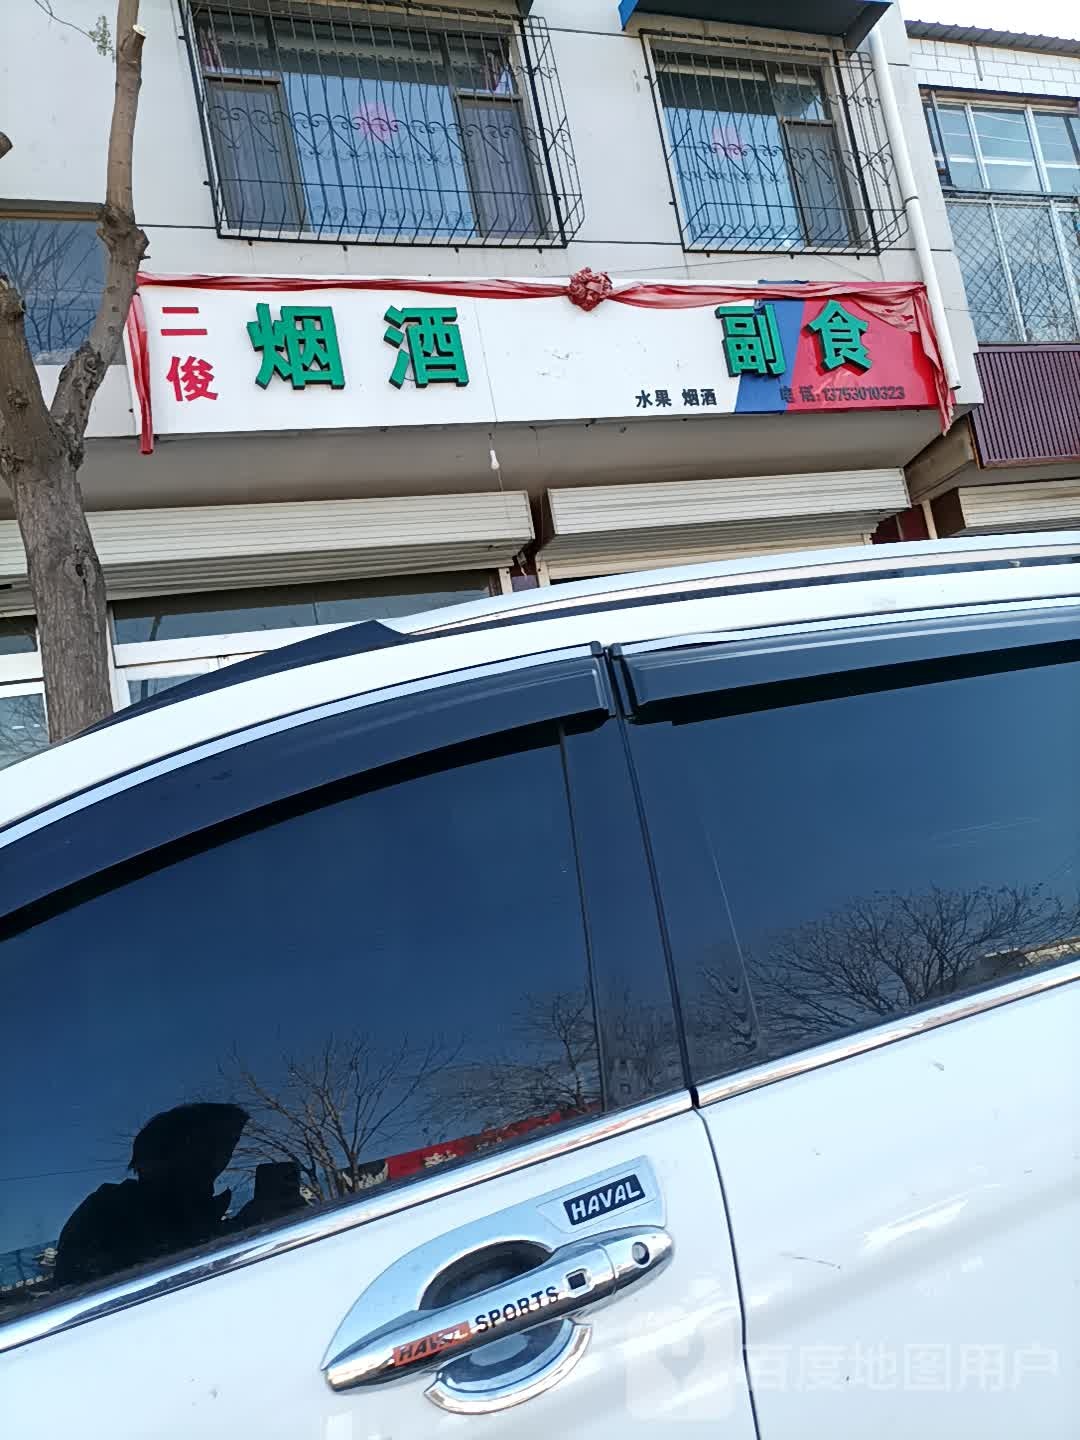 二俊
烟酒 副食
水果 烟酒
电话:13753010323
HAVAL
HAVAL SPORTS
百度地图用户